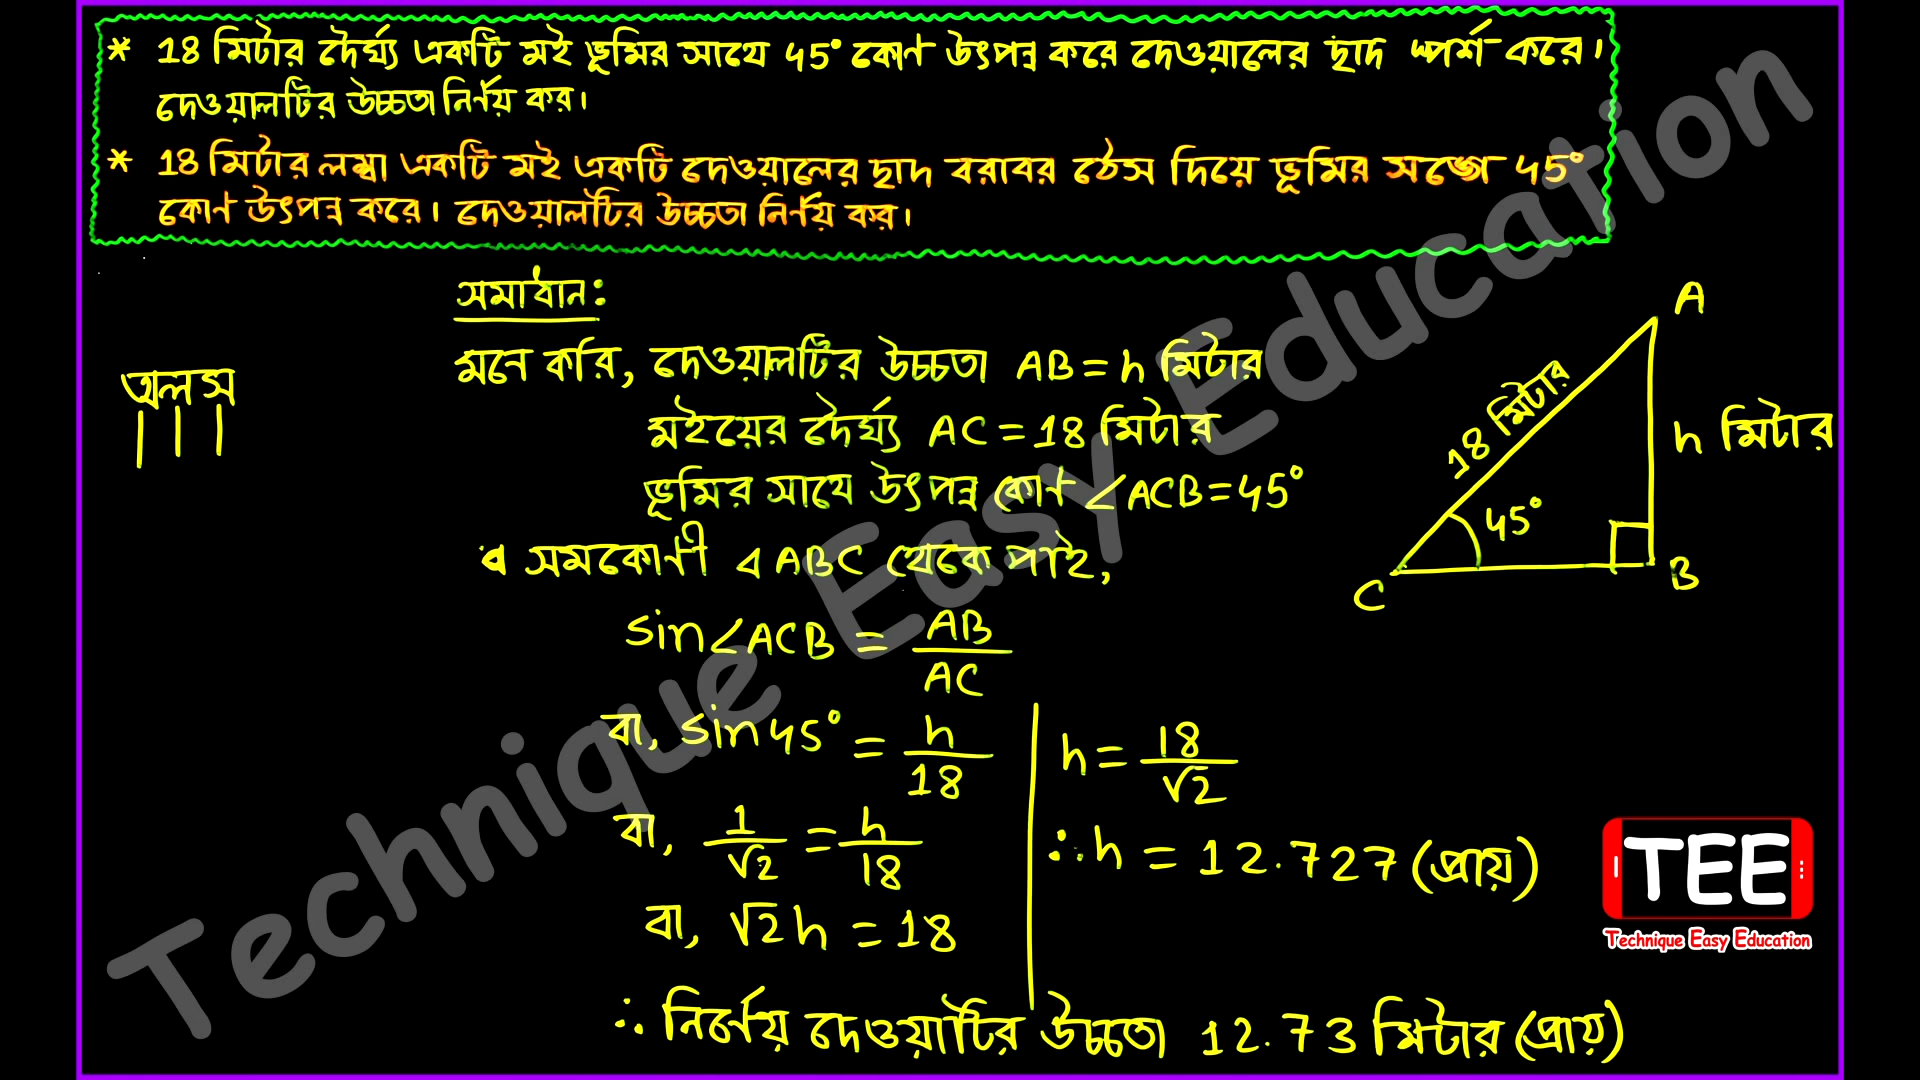 * 18 মিটার দৈর্ঘ্য একটি মই ভূমির সাথে 45° কোণ উৎপন্ন করে দেওয়ালের ছাদ স্পর্শ করে।
দেওয়ালটির উচ্চতা নির্ণয় কর।
* 18 মিটার লম্বা একটি মই একটি দেওয়ালের ছাদ বরাবর ঠেস দিয়ে ভূমির সঙ্গে 45°
কোণ উৎপন্ন করে। দেওয়ালটির উচ্চতা নির্ণয় কর।
সমাধান:
মনে করি, দেওয়ালটির উচ্চতা AB = h মিটার
মইয়ের দৈর্ঘ্য AC = 18 মিটার
ভূমির সাথে উৎপন্ন কোণ ∠ACB = 45°
সমকোণী ⊿ ABC থেকে পাই,
sin∠ACB = AB/AC
বা, sin 45° = h/18
বা, 1/√2 = h/18
বা, √2 h = 18
h = 18/√2
∴ h = 12.727 (প্রায়)
∴ নির্ণেয় দেওয়াটির উচ্চতা 12.73 মিটার (প্রায়)
অলস
A
18 মিটার
h মিটার
45°
C
B
TEE
Technique Easy Education
Technique Easy Education